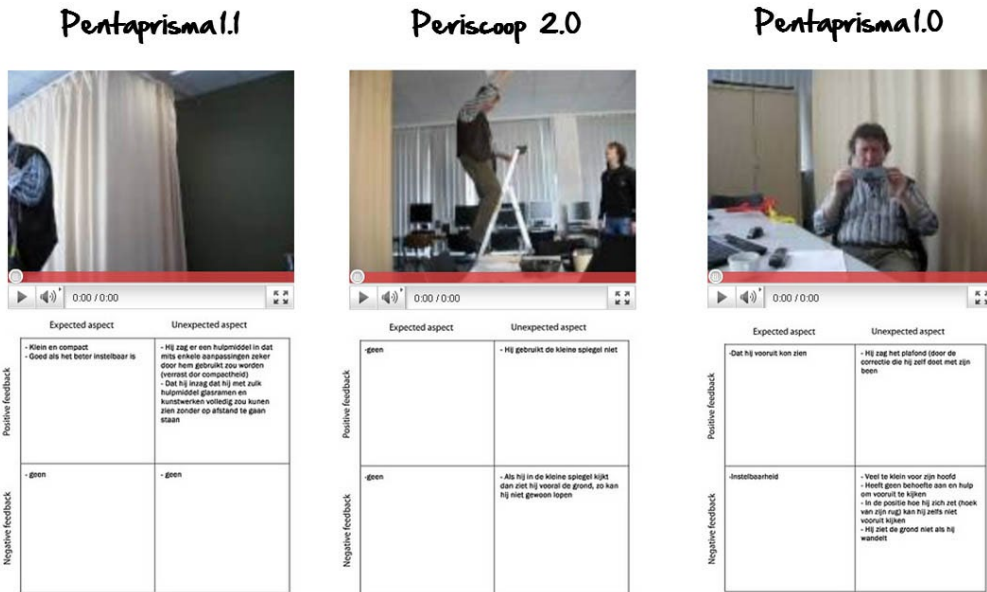 Pentaprisma1.1
Periscoop 2.0
Pentaprisma1.0
0:00 / 0:00
0:00 / 0:00
0:00 / 0:00
Expected aspect
Unexpected aspect
Positive feedback
- Klein en compact
- Goed als het beter instelbaar is
- Hij zag er een hulpmiddel in dat
mits enkele aanpassingen zeker
door hem gebruikt zou worden
(verrast dor compactheid)
- Dat hij inzag dat hij met zulk
hulpmiddel glasramen en
kunstwerken volledig zou kunen
zien zonder op afstand te gaan
staan
Negative feedback
- geen
- geen
Expected aspect
Unexpected aspect
Positive feedback
-geen
- Hij gebruikt de kleine spiegel niet
Negative feedback
-geen
- Als hij in de kleine spiegel kijkt
dan ziet hij vooral de grond, zo kan
hij niet gewoon lopen
Expected aspect
Unexpected aspect
Positive feedback
-Dat hij vooruit kon zien
- Hij zag het plafond (door de
correctie die hij zelf doet met zijn
been
Negative feedback
-Instelbaarheid
- Veel te klein voor zijn hoofd
- Heeft geen behoefte aan en hulp
om vooruit te kijken
- In de positie hoe hij zich zet (hoek
van zijn rug) kan hij zelfs niet
vooruit kijken
- Hij ziet de grond niet als hij
wandelt